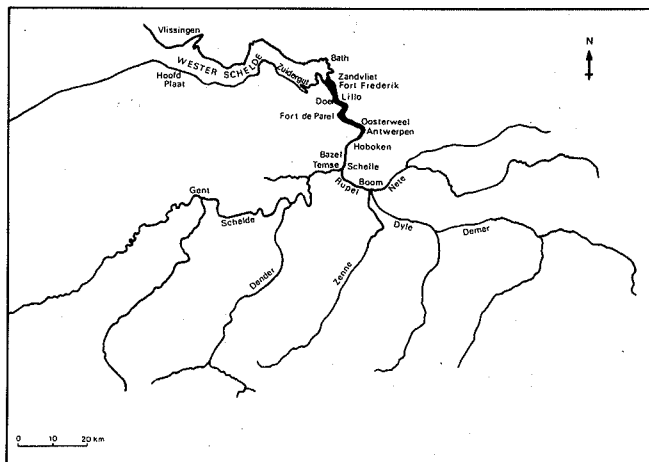 Vlissingen
N
WESTER SCHELDE
Bath
Hoofd
Plaat
Zuidergut
Zandvliet
Fort Frederik
Doel
Lillo
Fort de Parel
Oosterweel
Antwerpen
Hoboken
Bazel
Temse
Schelle
Rupel
Boom
Nete
Gent
Schelde
Dyle
Demer
Dender
Zenne
0 10 20 km